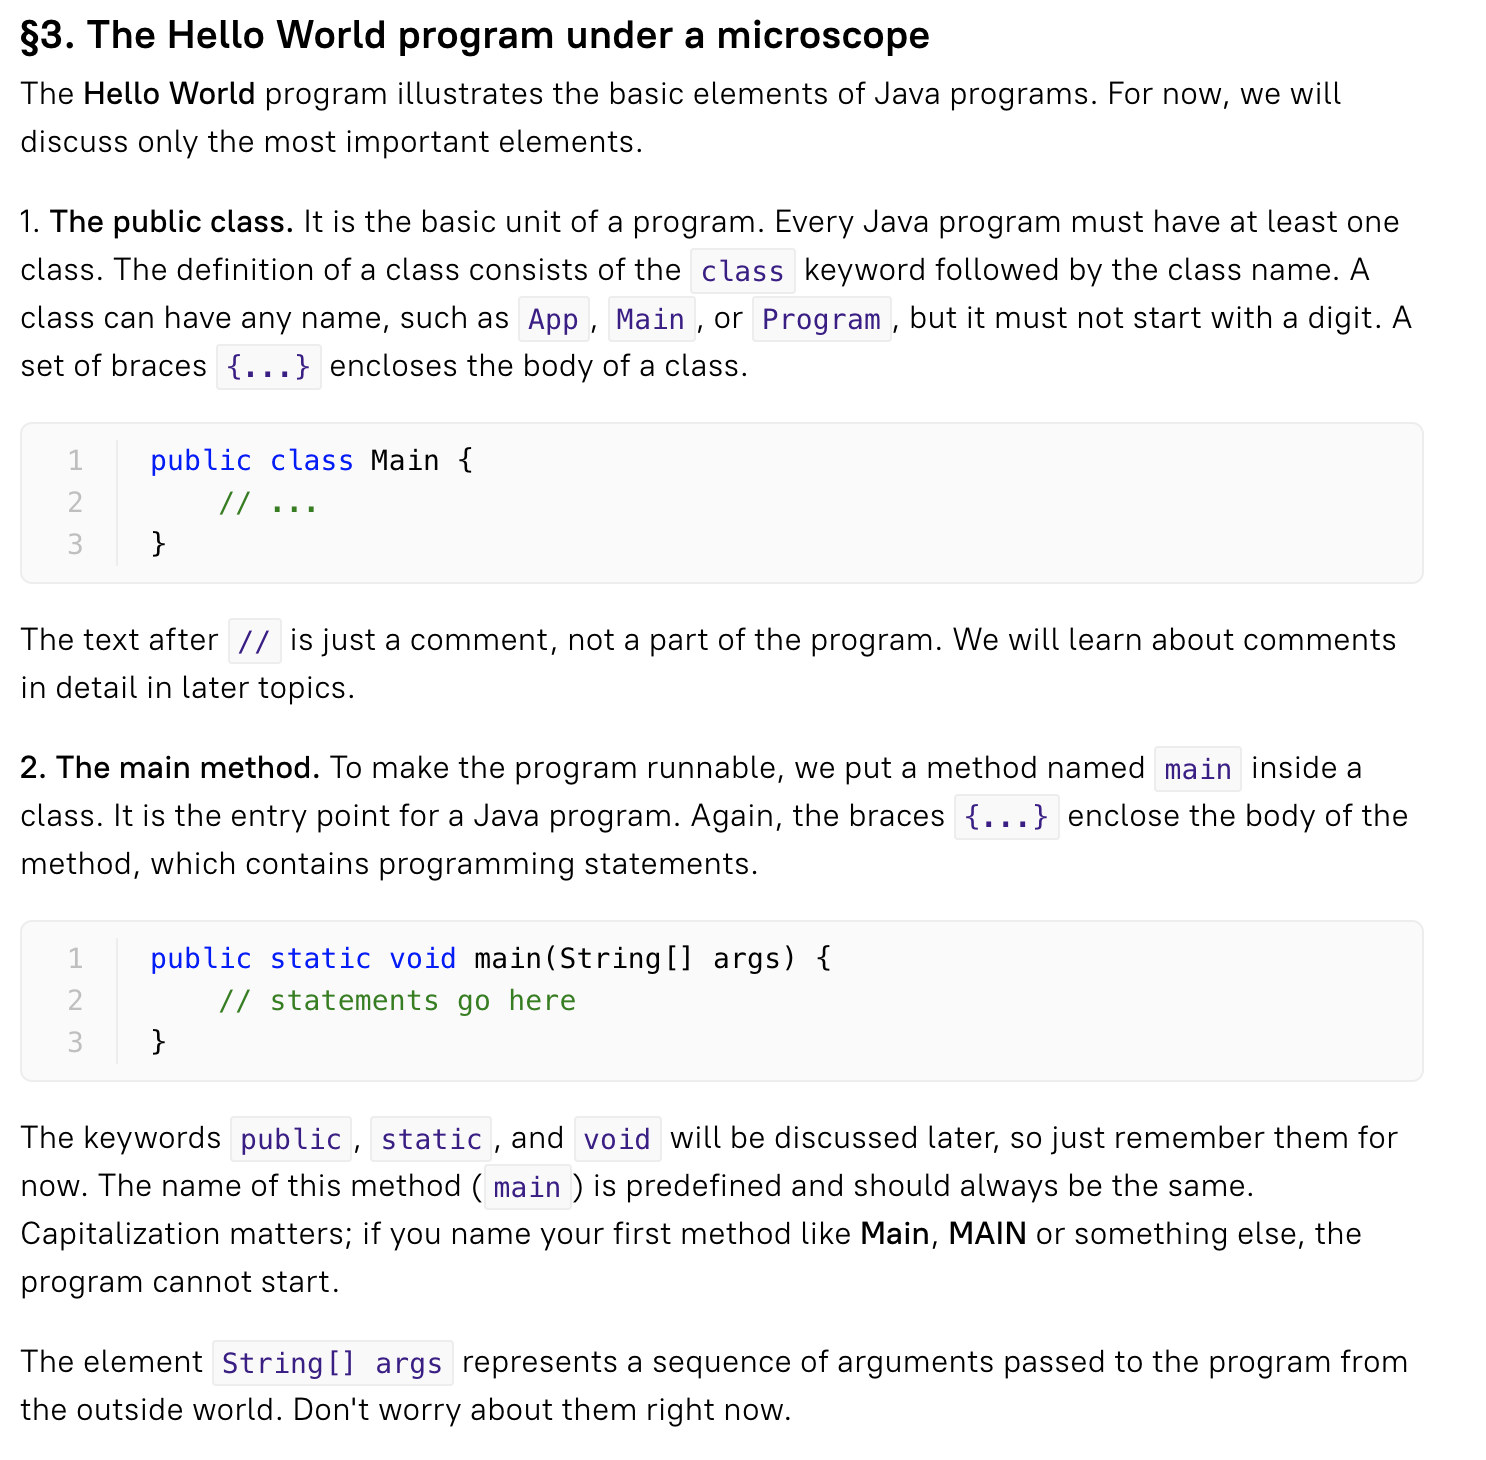 §3. The Hello World program under a microscope
The Hello World program illustrates the basic elements of Java programs. For now, we will
discuss only the most important elements.
1. The public class. It is the basic unit of a program. Every Java program must have at least one
class. The definition of a class consists of the class keyword followed by the class name. A
class can have any name, such as App, Main, or Program, but it must not start with a digit. A
set of braces {...} encloses the body of a class.
1 public class Main {
2     // ...
3 }
The text after // is just a comment, not a part of the program. We will learn about comments
in detail in later topics.
2. The main method. To make the program runnable, we put a method named main inside a
class. It is the entry point for a Java program. Again, the braces {...} enclose the body of the
method, which contains programming statements.
1 public static void main(String[] args) {
2     // statements go here
3 }
The keywords public, static, and void will be discussed later, so just remember them for
now. The name of this method (main) is predefined and should always be the same.
Capitalization matters; if you name your first method like Main, MAIN or something else, the
program cannot start.
The element String[] args represents a sequence of arguments passed to the program from
the outside world. Don't worry about them right now.